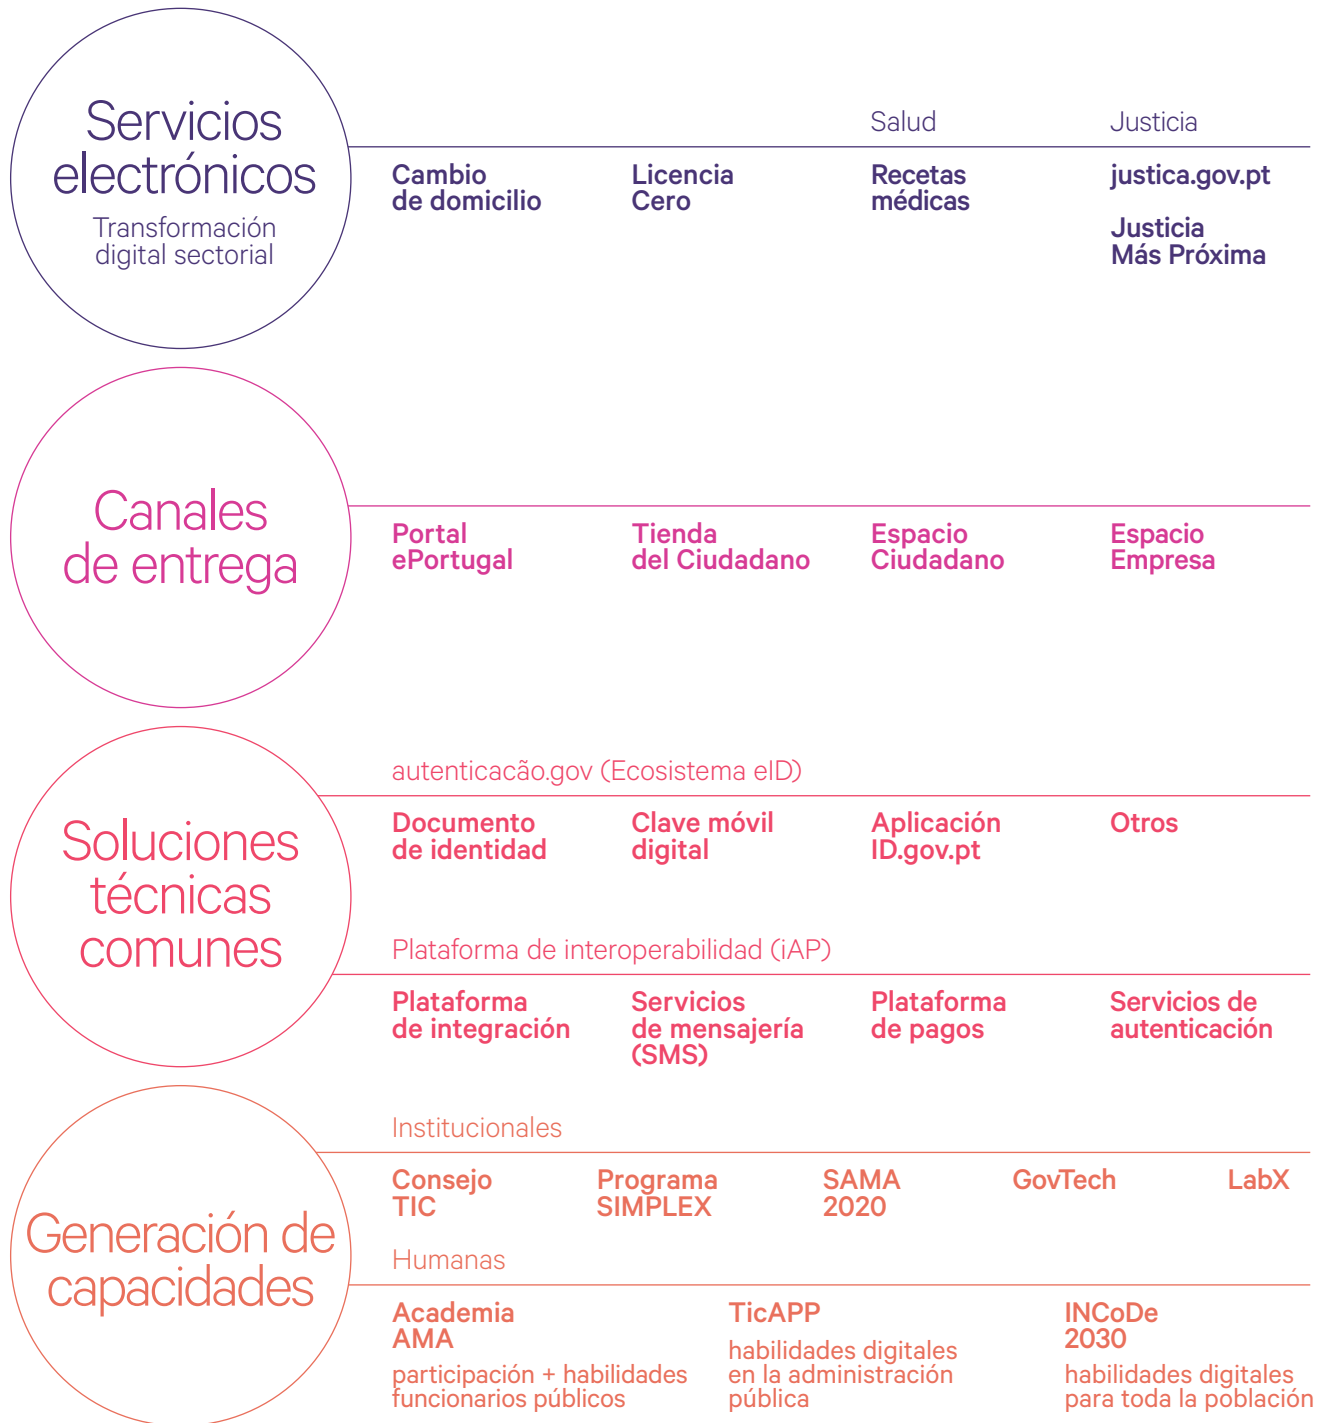 Servicios
electrónicos
Transformación
digital sectorial
Salud
Justicia
Cambio
de domicilio
Licencia
Cero
Recetas
médicas
justica.gov.pt
Justicia
Más Próxima
Canales
de entrega
Portal
ePortugal
Tienda
del Ciudadano
Espacio
Ciudadano
Espacio
Empresa
Soluciones
técnicas
comunes
autenticacão.gov (Ecosistema eID)
Documento
de identidad
Clave móvil
digital
Aplicación
ID.gov.pt
Otros
Plataforma de interoperabilidad (iAP)
Plataforma
de integración
Servicios
de mensajería
(SMS)
Plataforma
de pagos
Servicios de
autenticación
Generación de
capacidades
Institucionales
Consejo
TIC
Programa
SIMPLEX
SAMA
2020
GovTech
LabX
Humanas
Academia
AMA
participación + habilidades
funcionarios públicos
TicAPP
habilidades digitales
en la administración
pública
INCoDe
2030
habilidades digitales
para toda la población